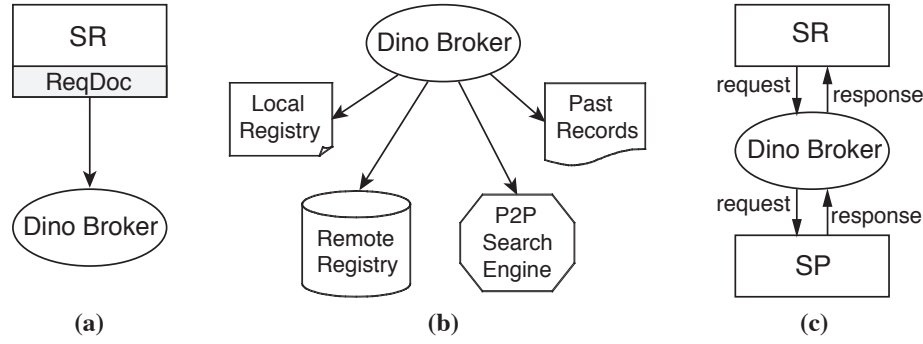 SR
ReqDoc
Dino Broker
(a)
Dino Broker
Local
Registry
Past
Records
Remote
Registry
P2P
Search
Engine
(b)
SR
request
response
Dino Broker
request
response
SP
(c)